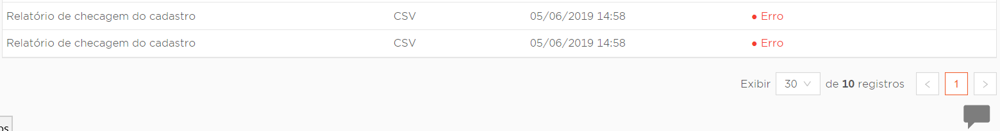 Relatório de checagem do cadastro CSV 05/06/2019 14:58 Erro
Relatório de checagem do cadastro CSV 05/06/2019 14:58 Erro
Exibir 30 de 10 registros 1
os